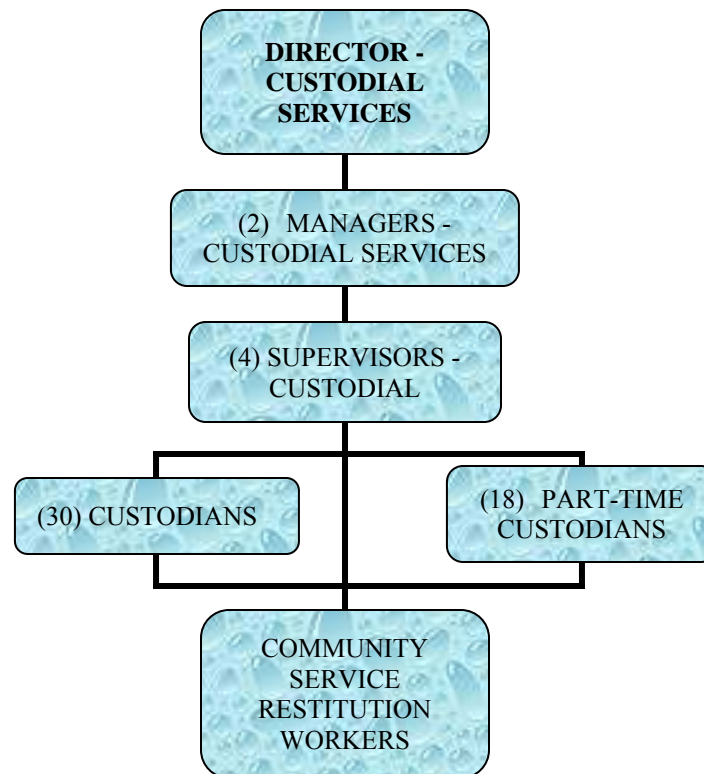 DIRECTOR -
CUSTODIAL
SERVICES
(2) MANAGERS -
CUSTODIAL SERVICES
(4) SUPERVISORS -
CUSTODIAL
(30) CUSTODIANS
(18) PART-TIME
CUSTODIANS
COMMUNITY
SERVICE
RESTITUTION
WORKERS